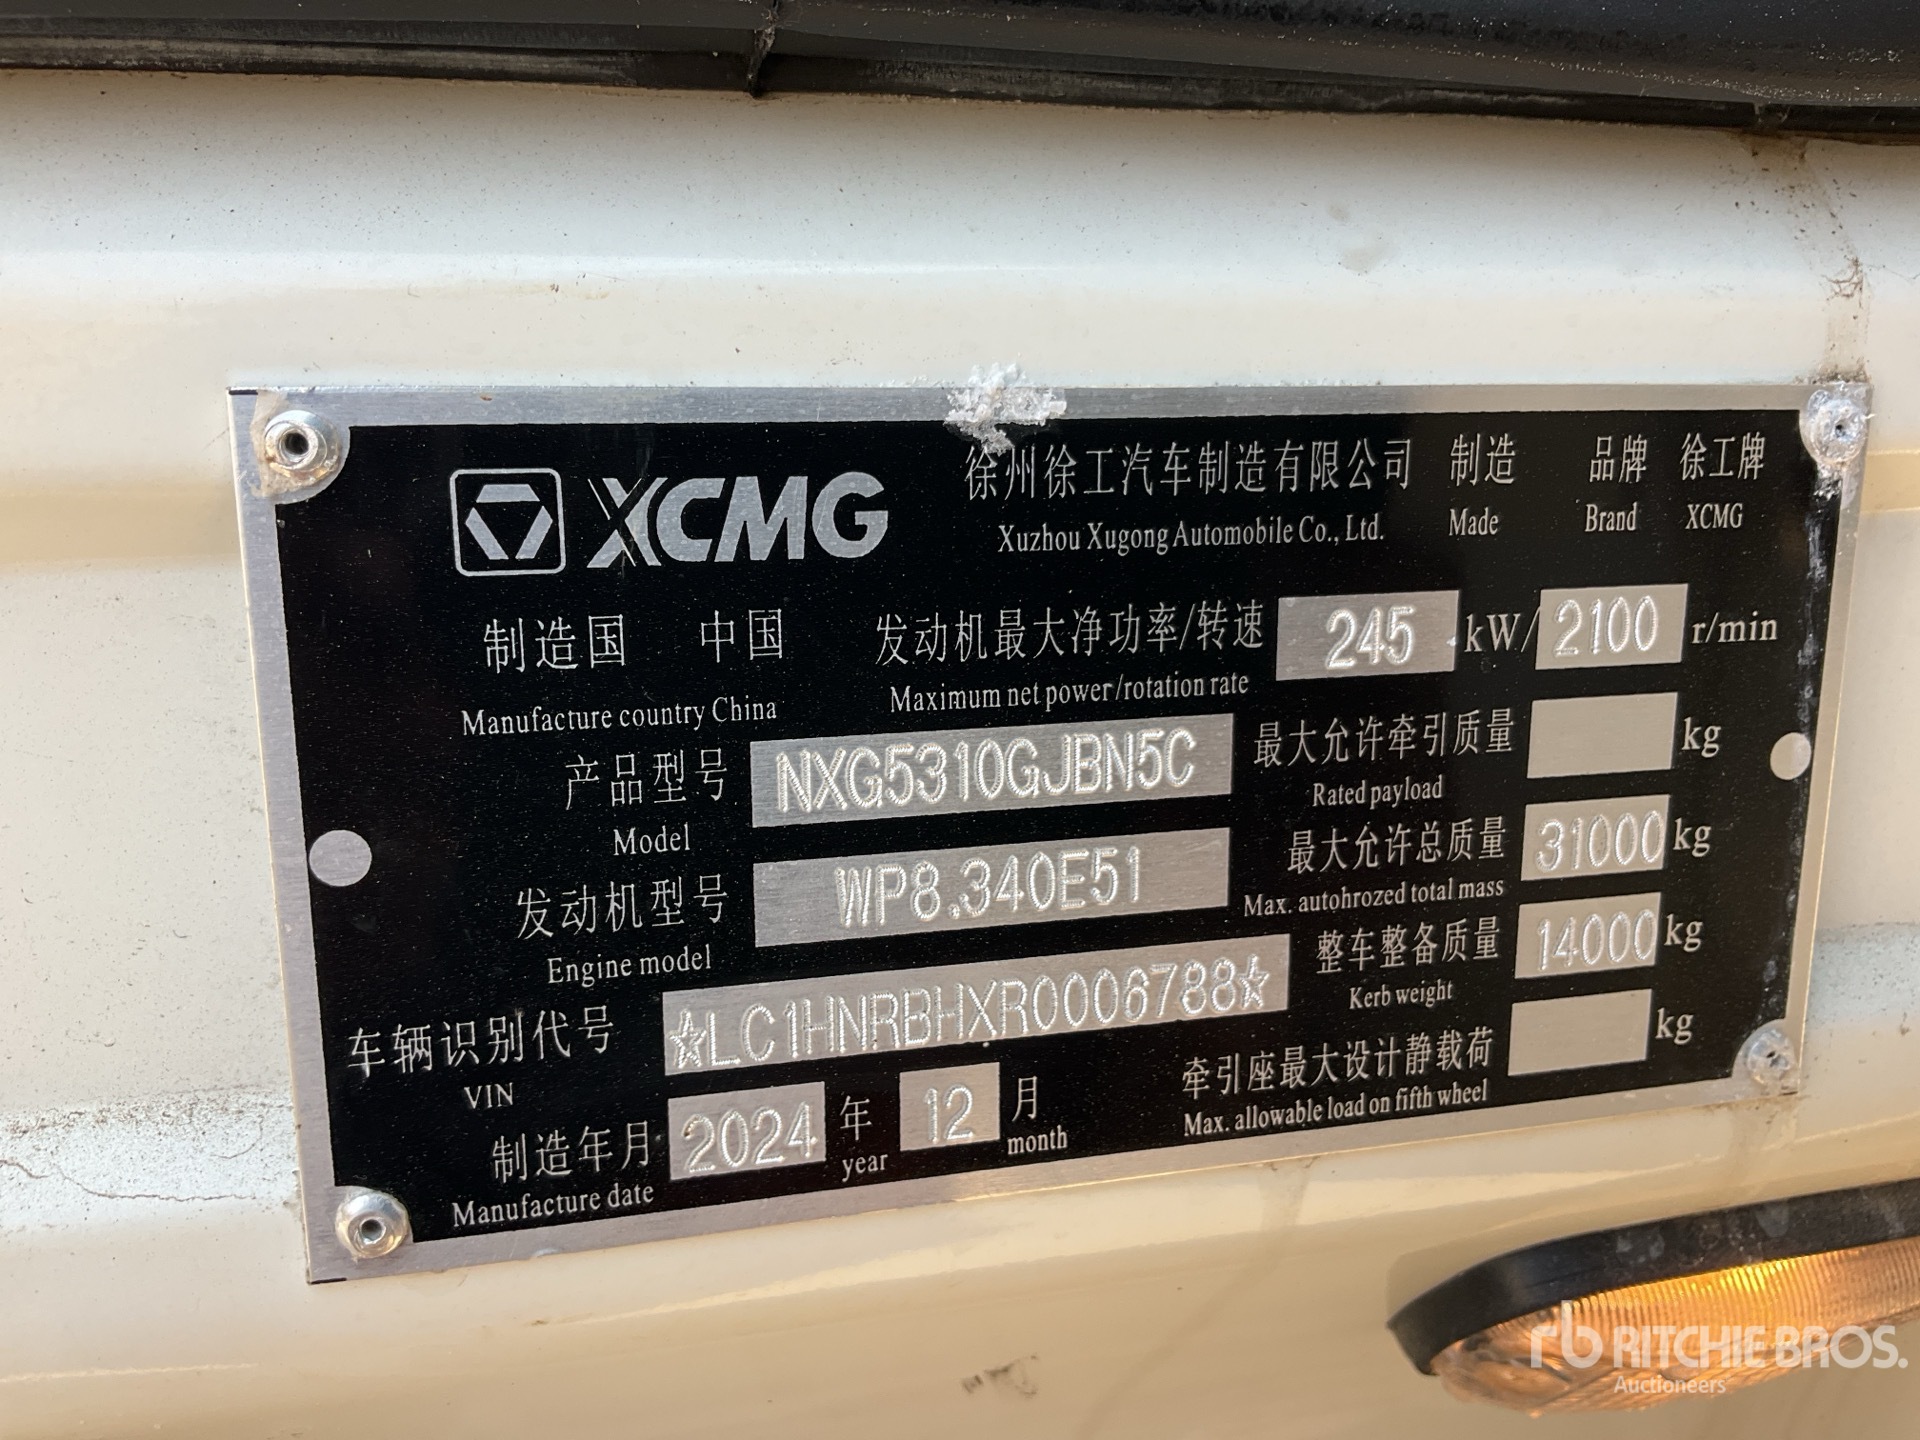 XCMG 徐州徐工汽车制造有限公司 制造 品牌 徐工牌
Xuzhou Xugong Automobile Co., Ltd. Made Brand XCMG
制造国 中国 发动机最大净功率/转速 245 kW/ 2100 r/min
Manufacture country China Maximum net power/rotation rate
产品型号 NXG5310GJBN5C 最大允许牵引质量 kg
Model Rated payload
发动机型号 WP8.340E51 最大允许总质量 31000 kg
Engine model Max. autohrozed total mass
车辆识别代号 ☆LC1HNRBHXR0006788☆ 整车整备质量 14000 kg
VIN Kerb weight
制造年月 2024 年 12 月 牵引座最大设计静载荷 kg
Manufacture date year month Max. allowable load on fifth wheel
rb RITCHIE BROS.
Auctioneers